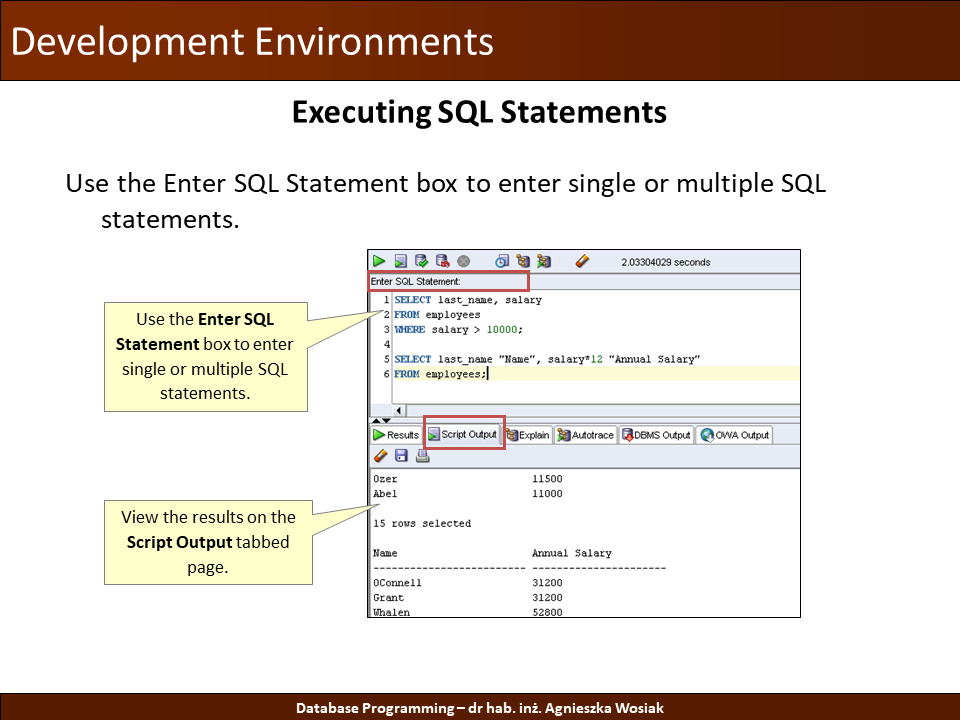 Development Environments
Executing SQL Statements
Use the Enter SQL Statement box to enter single or multiple SQL
statements.
2.03304029 seconds
Enter SQL Statement:
1 SELECT last_name, salary
2 FROM employees
3 WHERE salary > 10000;
4
5 SELECT last_name "Name", salary*12 "Annual Salary"
6 FROM employees;
Use the Enter SQL
Statement box to enter
single or multiple SQL
statements.
Results Script Output Explain Autotrace DBMS Output OWA Output
Ozer 11500
Abel 11000
15 rows selected
Name Annual Salary
------------------------- ----------------------
OConnell 31200
Grant 31200
Whalen 52800
View the results on the
Script Output tabbed
page.
Database Programming – dr hab. inż. Agnieszka Wosiak